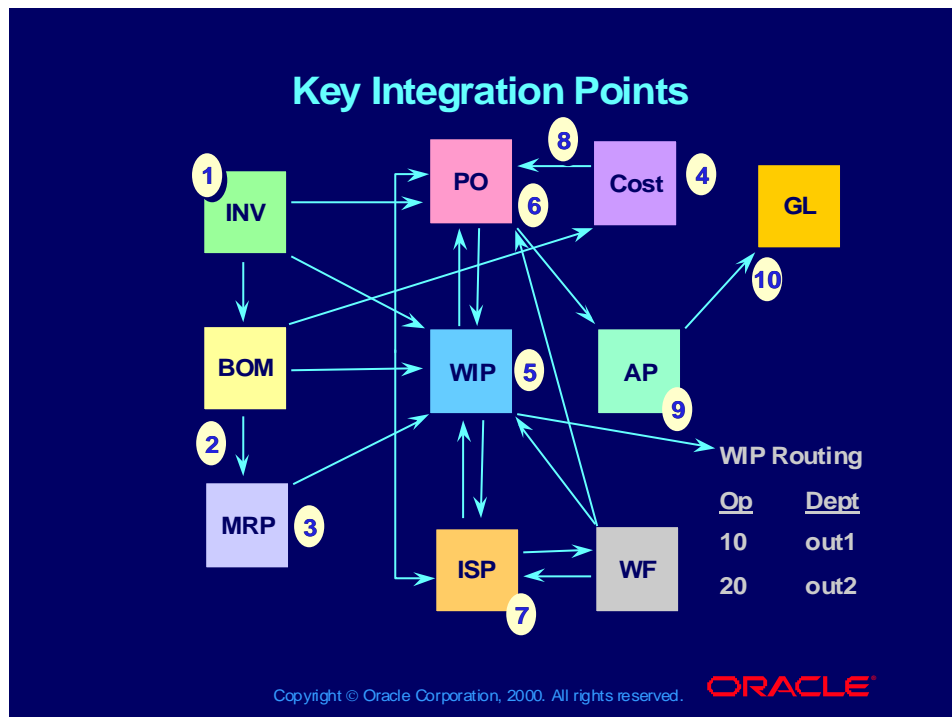 Key Integration Points
8
1
PO
Cost
4
INV
6
GL
10
BOM
WIP
5
AP
9
2
WIP Routing
MRP
3
Op Dept
10 out1
ISP
WF
20 out2
7
Copyright © Oracle Corporation, 2000. All rights reserved.
ORACLE®